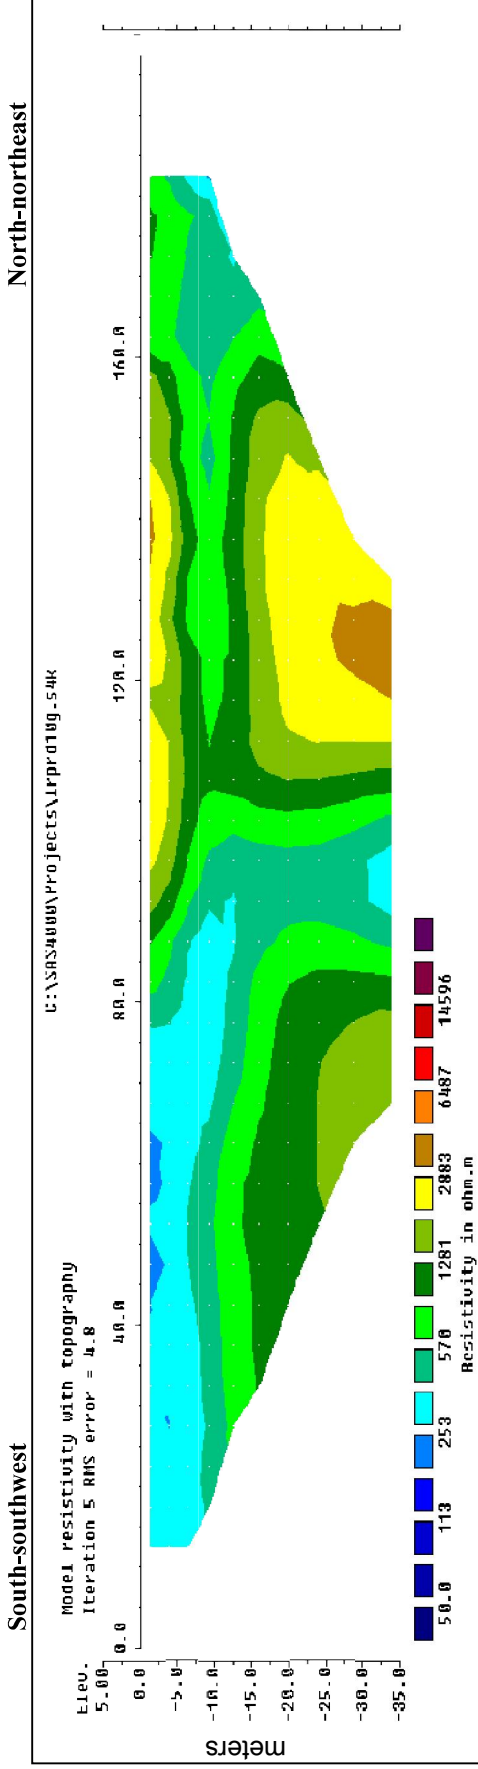 South-southwest North-northeast
C:\SAS4000\Projects\lrprd10g.s4k
Model resistivity with topography
Iteration 5 RMS error = 4.8
Elev. 0.0 40.0 80.0 120.0 160.0
5.00
0.0
-5.0
-10.0
-15.0
-20.0
-25.0
-30.0
-35.0
meters
50.0 113 253 570 1281 2883 6487 14596
Resistivity in ohm.m